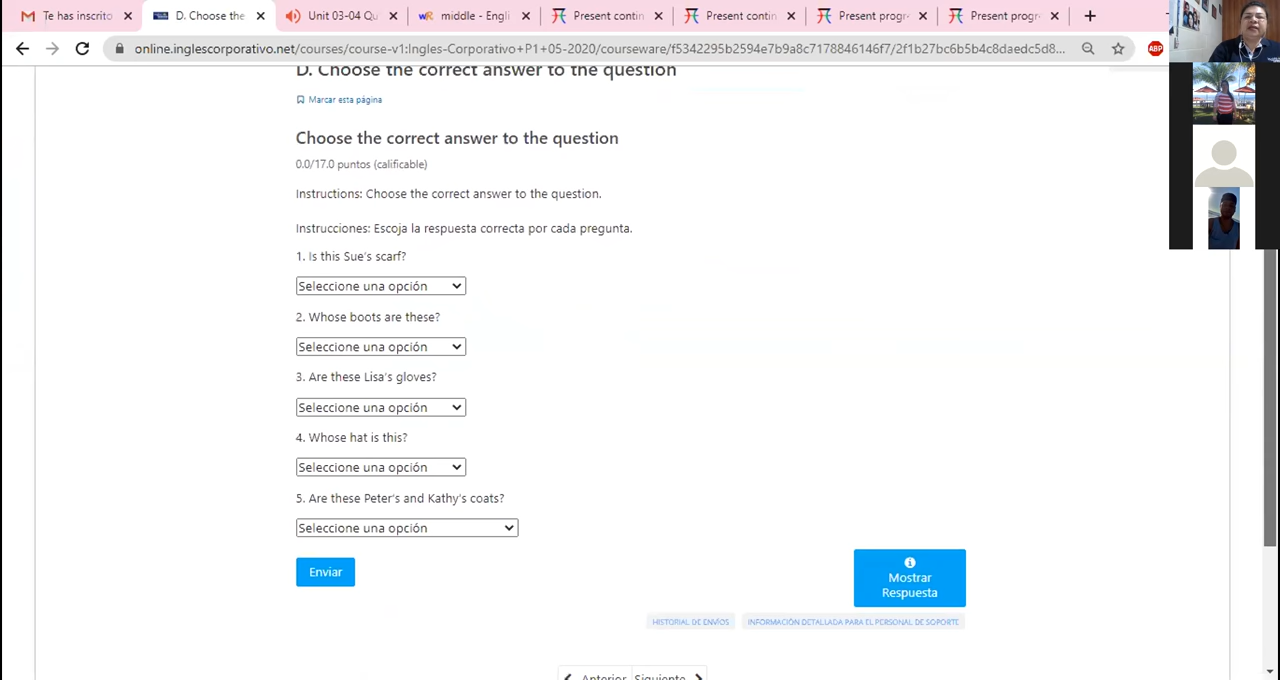 Te has inscrito
D. Choose the
Unit 03-04 Qu
middle - Engli
Present contin
Present contin
Present progr
Present progr
online.inglescorporativo.net/courses/course-v1:Ingles-Corporativo+P1+05-2020/courseware/f5342295b2594e7b9a8c7178846146f7/2f1b27bc6b5b4c8daedc5d8...
ABP
D. Choose the correct answer to the question
Marcar esta página
Choose the correct answer to the question
0.0/17.0 puntos (calificable)
Instructions: Choose the correct answer to the question.
Instrucciones: Escoja la respuesta correcta por cada pregunta.
1. Is this Sue's scarf?
Seleccione una opción
2. Whose boots are these?
Seleccione una opción
3. Are these Lisa's gloves?
Seleccione una opción
4. Whose hat is this?
Seleccione una opción
5. Are these Peter's and Kathy's coats?
Seleccione una opción
Enviar
Mostrar
Respuesta
HISTORIAL DE ENVÍOS
INFORMACIÓN DETALLADA PARA EL PERSONAL DE SOPORTE
Anterior Siguiente